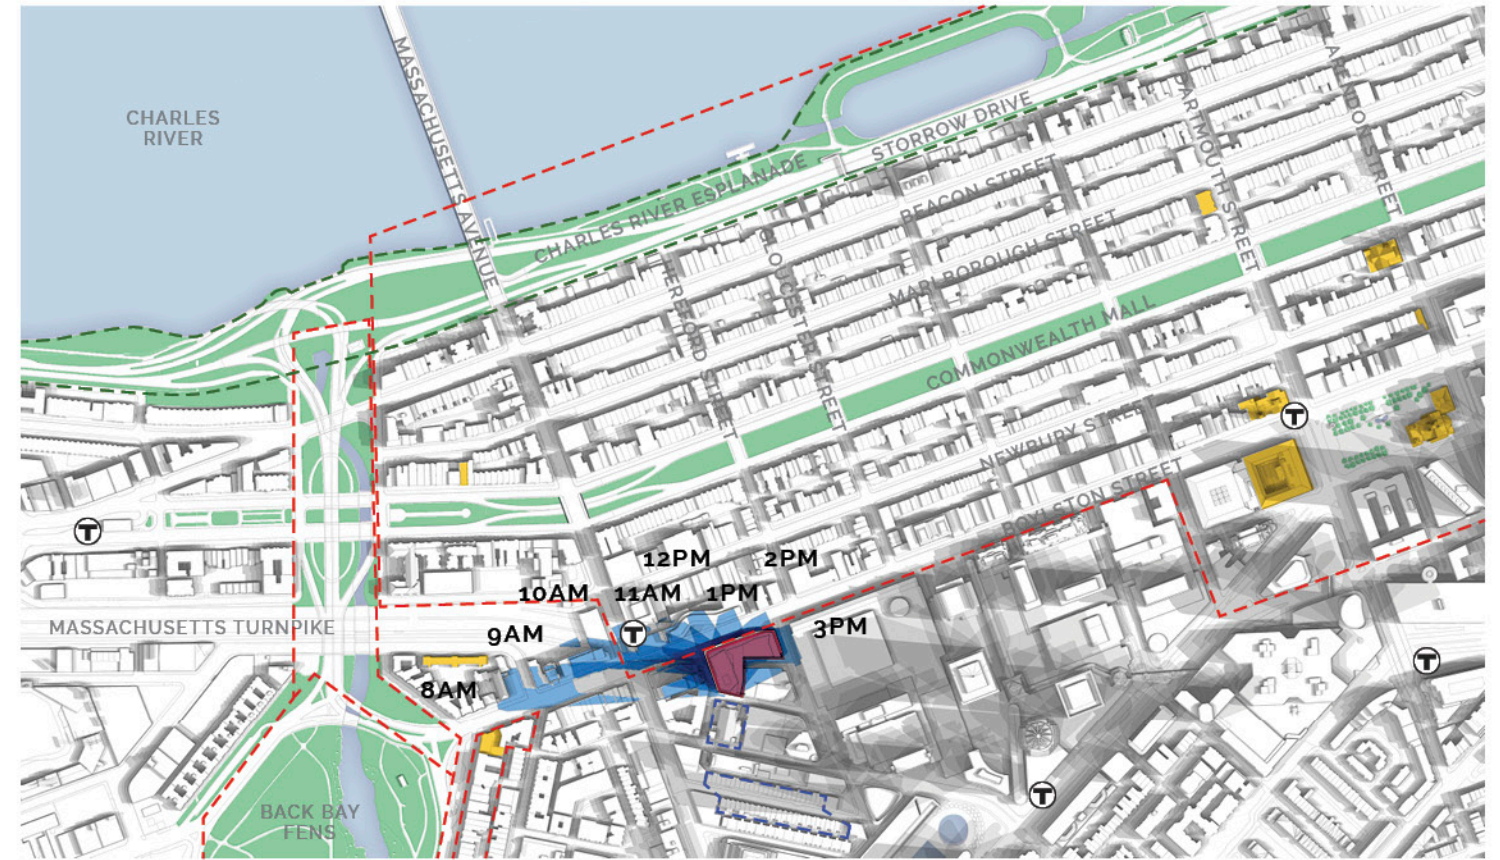 CHARLES
RIVER
MASSACHUSETTS AVENUE
CHARLES RIVER ESPLANADE
STORROW DRIVE
BEACON STREET
MARLBOROUGH STREET
DARTMOUTH STREET
STREET
HEREFORD STREET
GLOUCESTER STREET
COMMONWEALTH MALL
NEWBURY STREET
BOYLSTON STREET
T
T
12PM
2PM
10AM
11AM
1PM
MASSACHUSETTS TURNPIKE
9AM
T
3PM
8AM
T
T
BACK BAY
FENS